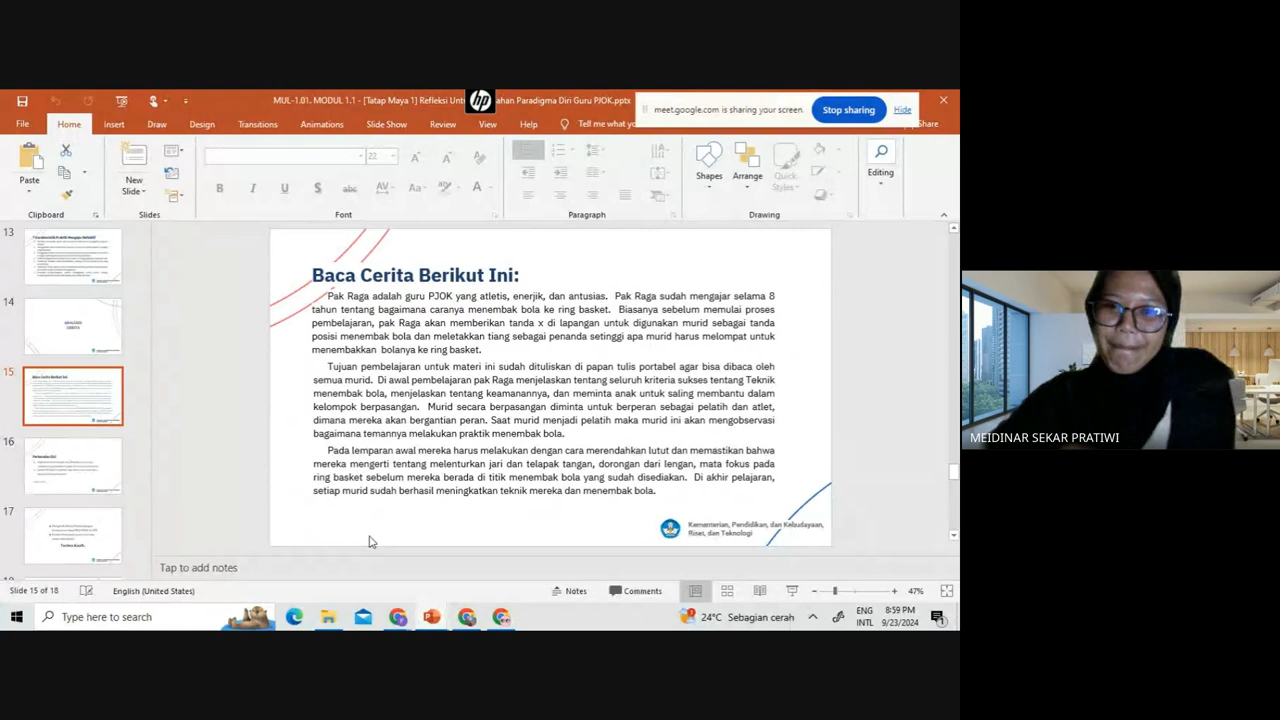 MUL-1.01. MODUL 1.1 - [Tatap Maya 1] Refleksi Unt
ahan Paradigma Diri Guru PJOK.pptx
hp
meet.google.com is sharing your screen.
Stop sharing
Hide
File
Home
Insert
Draw
Design
Transitions
Animations
Slide Show
Review
View
Help
Tell me what yo
Share
22
Paste
New
Slide
Shapes
Arrange
Quick
Styles
Editing
Clipboard
Slides
Font
Paragraph
Drawing
13
14
15
16
17
Baca Cerita Berikut Ini:
Pak Raga adalah guru PJOK yang atletis, enerjik, dan antusias. Pak Raga sudah mengajar selama 8
tahun tentang bagaimana caranya menembak bola ke ring basket. Biasanya sebelum memulai proses
pembelajaran, pak Raga akan memberikan tanda x di lapangan untuk digunakan murid sebagai tanda
posisi menembak bola dan meletakkan tiang sebagai penanda setinggi apa murid harus melompat untuk
menembakkan bolanya ke ring basket.
Tujuan pembelajaran untuk materi ini sudah dituliskan di papan tulis portabel agar bisa dibaca oleh
semua murid. Di awal pembelajaran pak Raga menjelaskan tentang seluruh kriteria sukses tentang Teknik
menembak bola, menjelaskan tentang keamanannya, dan meminta anak untuk saling membantu dalam
kelompok berpasangan. Murid secara berpasangan diminta untuk berperan sebagai pelatih dan atlet,
dimana mereka akan bergantian peran. Saat murid menjadi pelatih maka murid ini akan mengobservasi
bagaimana temannya melakukan praktik menembak bola.
Pada lemparan awal mereka harus melakukan dengan cara merendahkan lutut dan memastikan bahwa
mereka mengerti tentang melenturkan jari dan telapak tangan, dorongan dari lengan, mata fokus pada
ring basket sebelum mereka berada di titik menembak bola yang sudah disediakan. Di akhir pelajaran,
setiap murid sudah berhasil meningkatkan teknik mereka dan menembak bola.
Kementerian, Pendidikan, dan Kebudayaan,
Riset, dan Teknologi
Tap to add notes
Slide 15 of 18
English (United States)
Notes
Comments
47%
Type here to search
24°C Sebagian cerah
ENG
INTL
8:59 PM
9/23/2024
MEIDINAR SEKAR PRATIWI